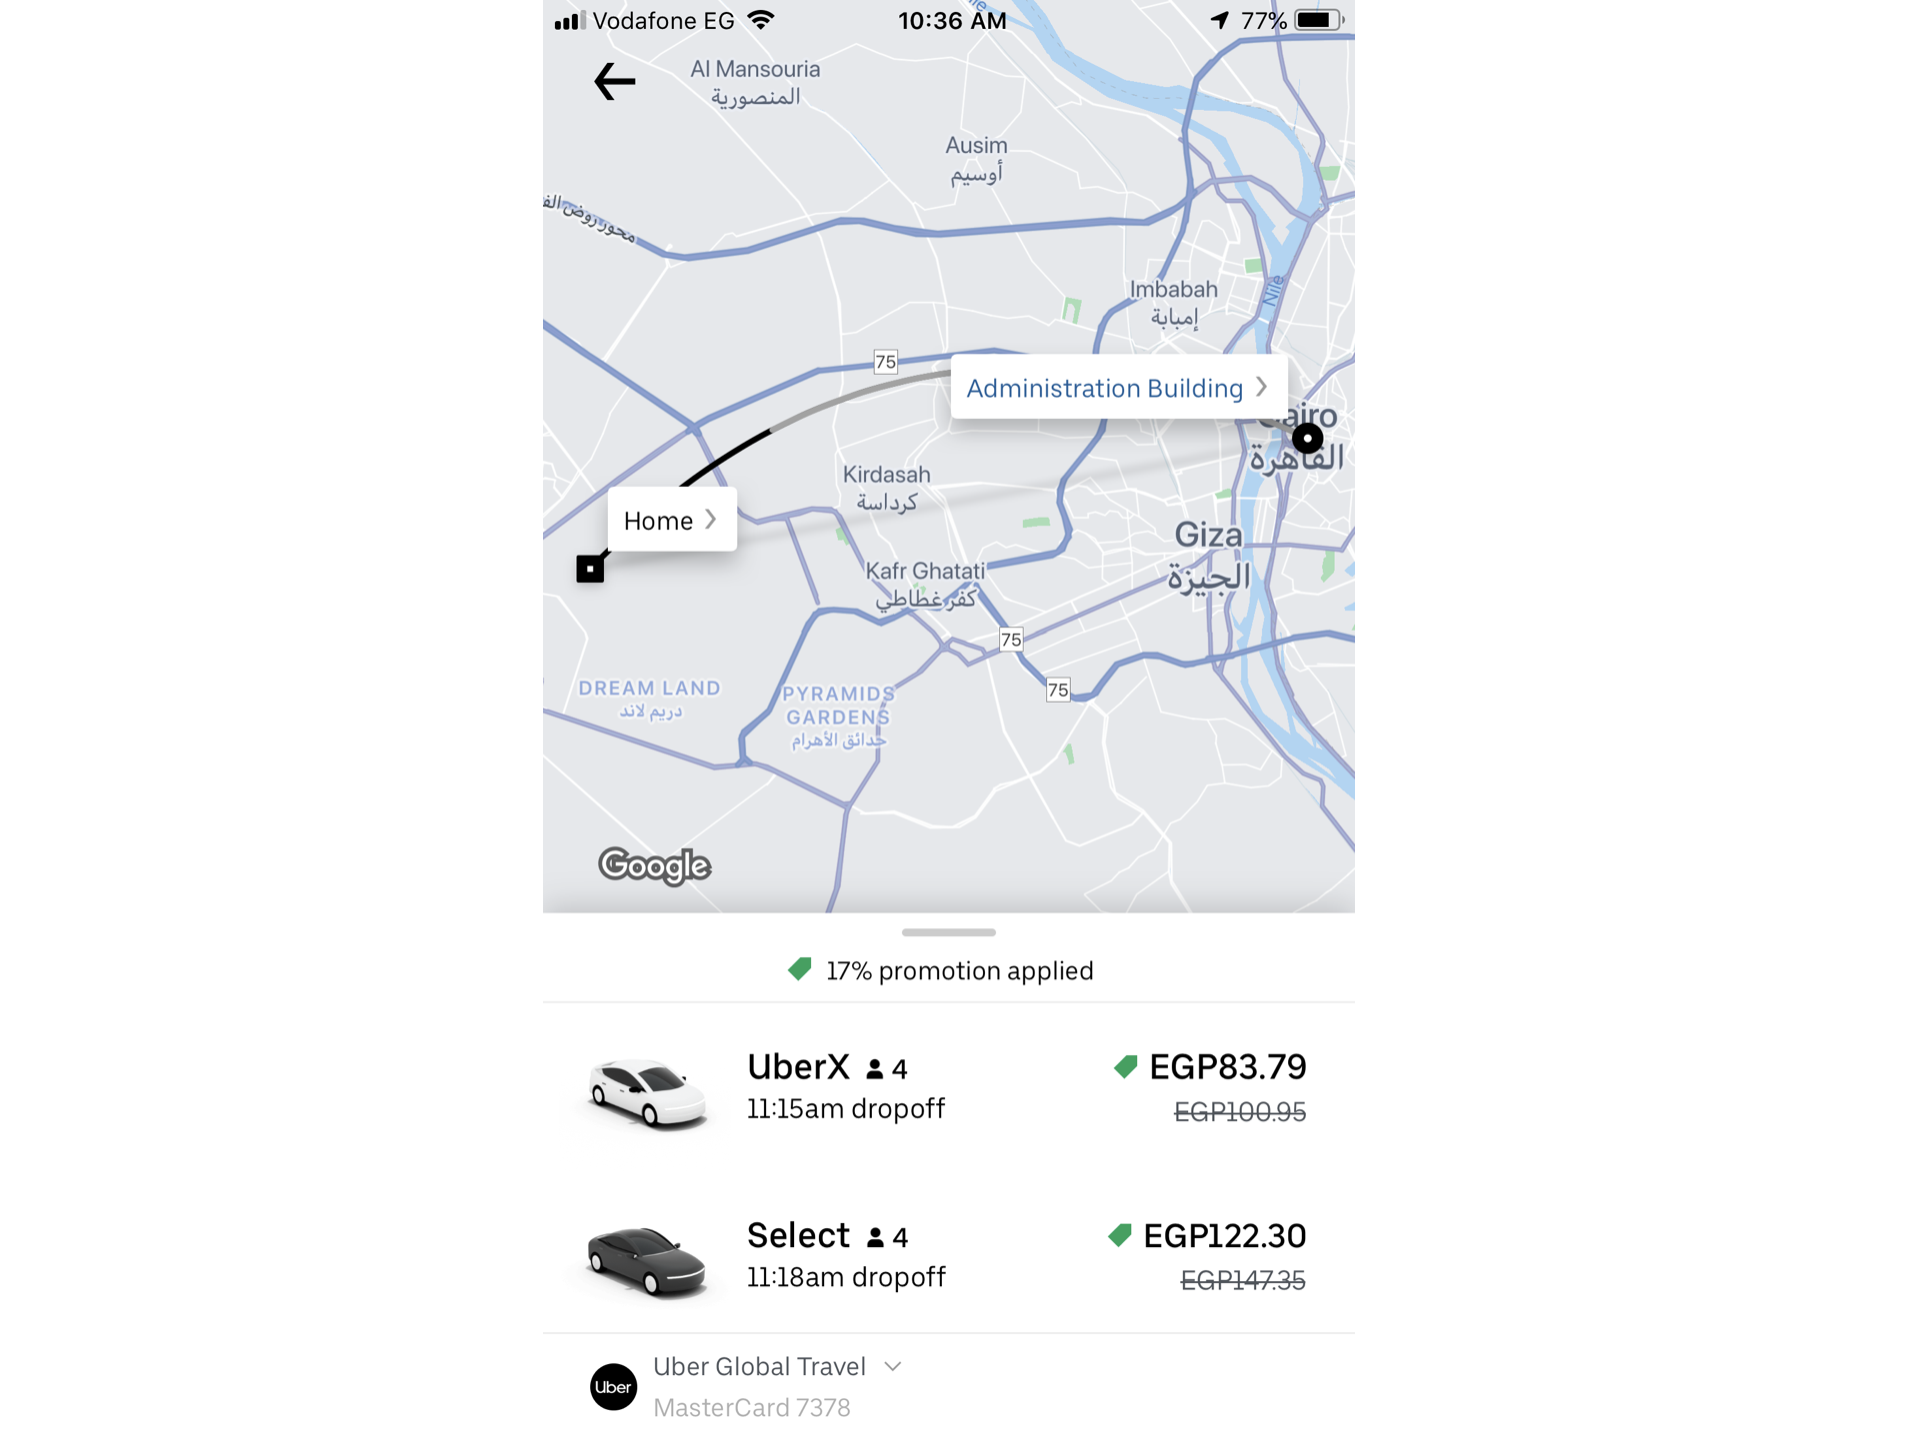 Vodafone EG
10:36 AM
77%
Al Mansouria
المنصورية
Ausim
أوسيم
محور روض الف
Imbabah
إمبابة
Nile
75
Administration Building
Cairo
القاهرة
Kirdasah
كرداسة
Home
Giza
الجيزة
Kafr Ghatati
كفر غطاطي
75
75
DREAM LAND
دريم لاند
PYRAMIDS
GARDENS
حدائق الأهرام
Google
17% promotion applied
UberX 4
EGP83.79
11:15am dropoff
EGP100.95
Select 4
EGP122.30
11:18am dropoff
EGP147.35
Uber
Uber Global Travel
MasterCard 7378